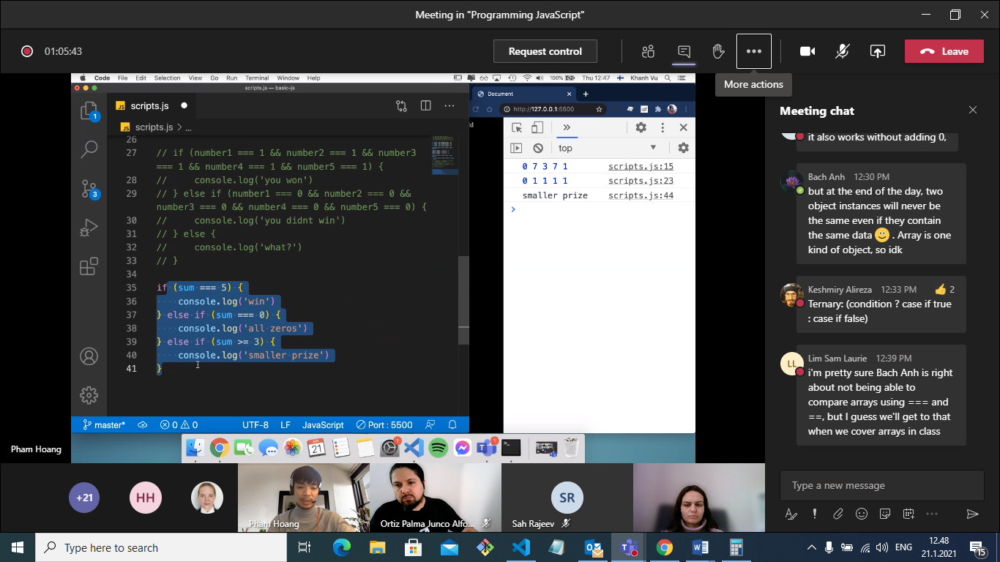 Meeting in "Programming JavaScript"
01:05:43
Request control
Leave
More actions
Code File Edit Selection View Go Run Terminal Window Help
100% Thu 12:47 Khanh Vu
scripts.js — basic-js
JS scripts.js
JS scripts.js > ...
1
3
26
27 // if (number1 === 1 && number2 === 1 && number3
=== 1 && number4 === 1 && number5 === 1) {
28 //     console.log('you won')
29 // } else if (number1 === 0 && number2 === 0 &&
number3 === 0 && number4 === 0 && number5 === 0) {
30 //     console.log('you didnt win')
31 // } else {
32 //     console.log('what?')
33 // }
34
35 if (sum === 5) {
36     console.log('win')
37 } else if (sum === 0) {
38     console.log('all zeros')
39 } else if (sum >= 3) {
40     console.log('smaller prize')
41 }
master* 0 0 UTF-8 LF JavaScript Port : 5500
Document
http://127.0.0.1:5500
top
0 7 3 7 1 scripts.js:15
0 1 1 1 1 scripts.js:23
smaller prize scripts.js:44
>
21
Pham Hoang
+21
HH
Pham Hoang
Ortiz Palma Junco Alfo...
SR
Sah Rajeev
Meeting chat
it also works without adding 0,
Bach Anh 12:30 PM
but at the end of the day, two
object instances will never be
the same even if they contain
the same data 🙂 . Array is one
kind of object, so idk
Keshmiry Alireza 12:33 PM 👍 2
Ternary: (condition ? case if true
: case if false)
LL
Lim Sam Laurie 12:39 PM
i'm pretty sure Bach Anh is right
about not being able to
compare arrays using === and
==, but I guess we'll get to that
when we cover arrays in class
Type a new message
Type here to search
ENG
12.48
21.1.2021
15